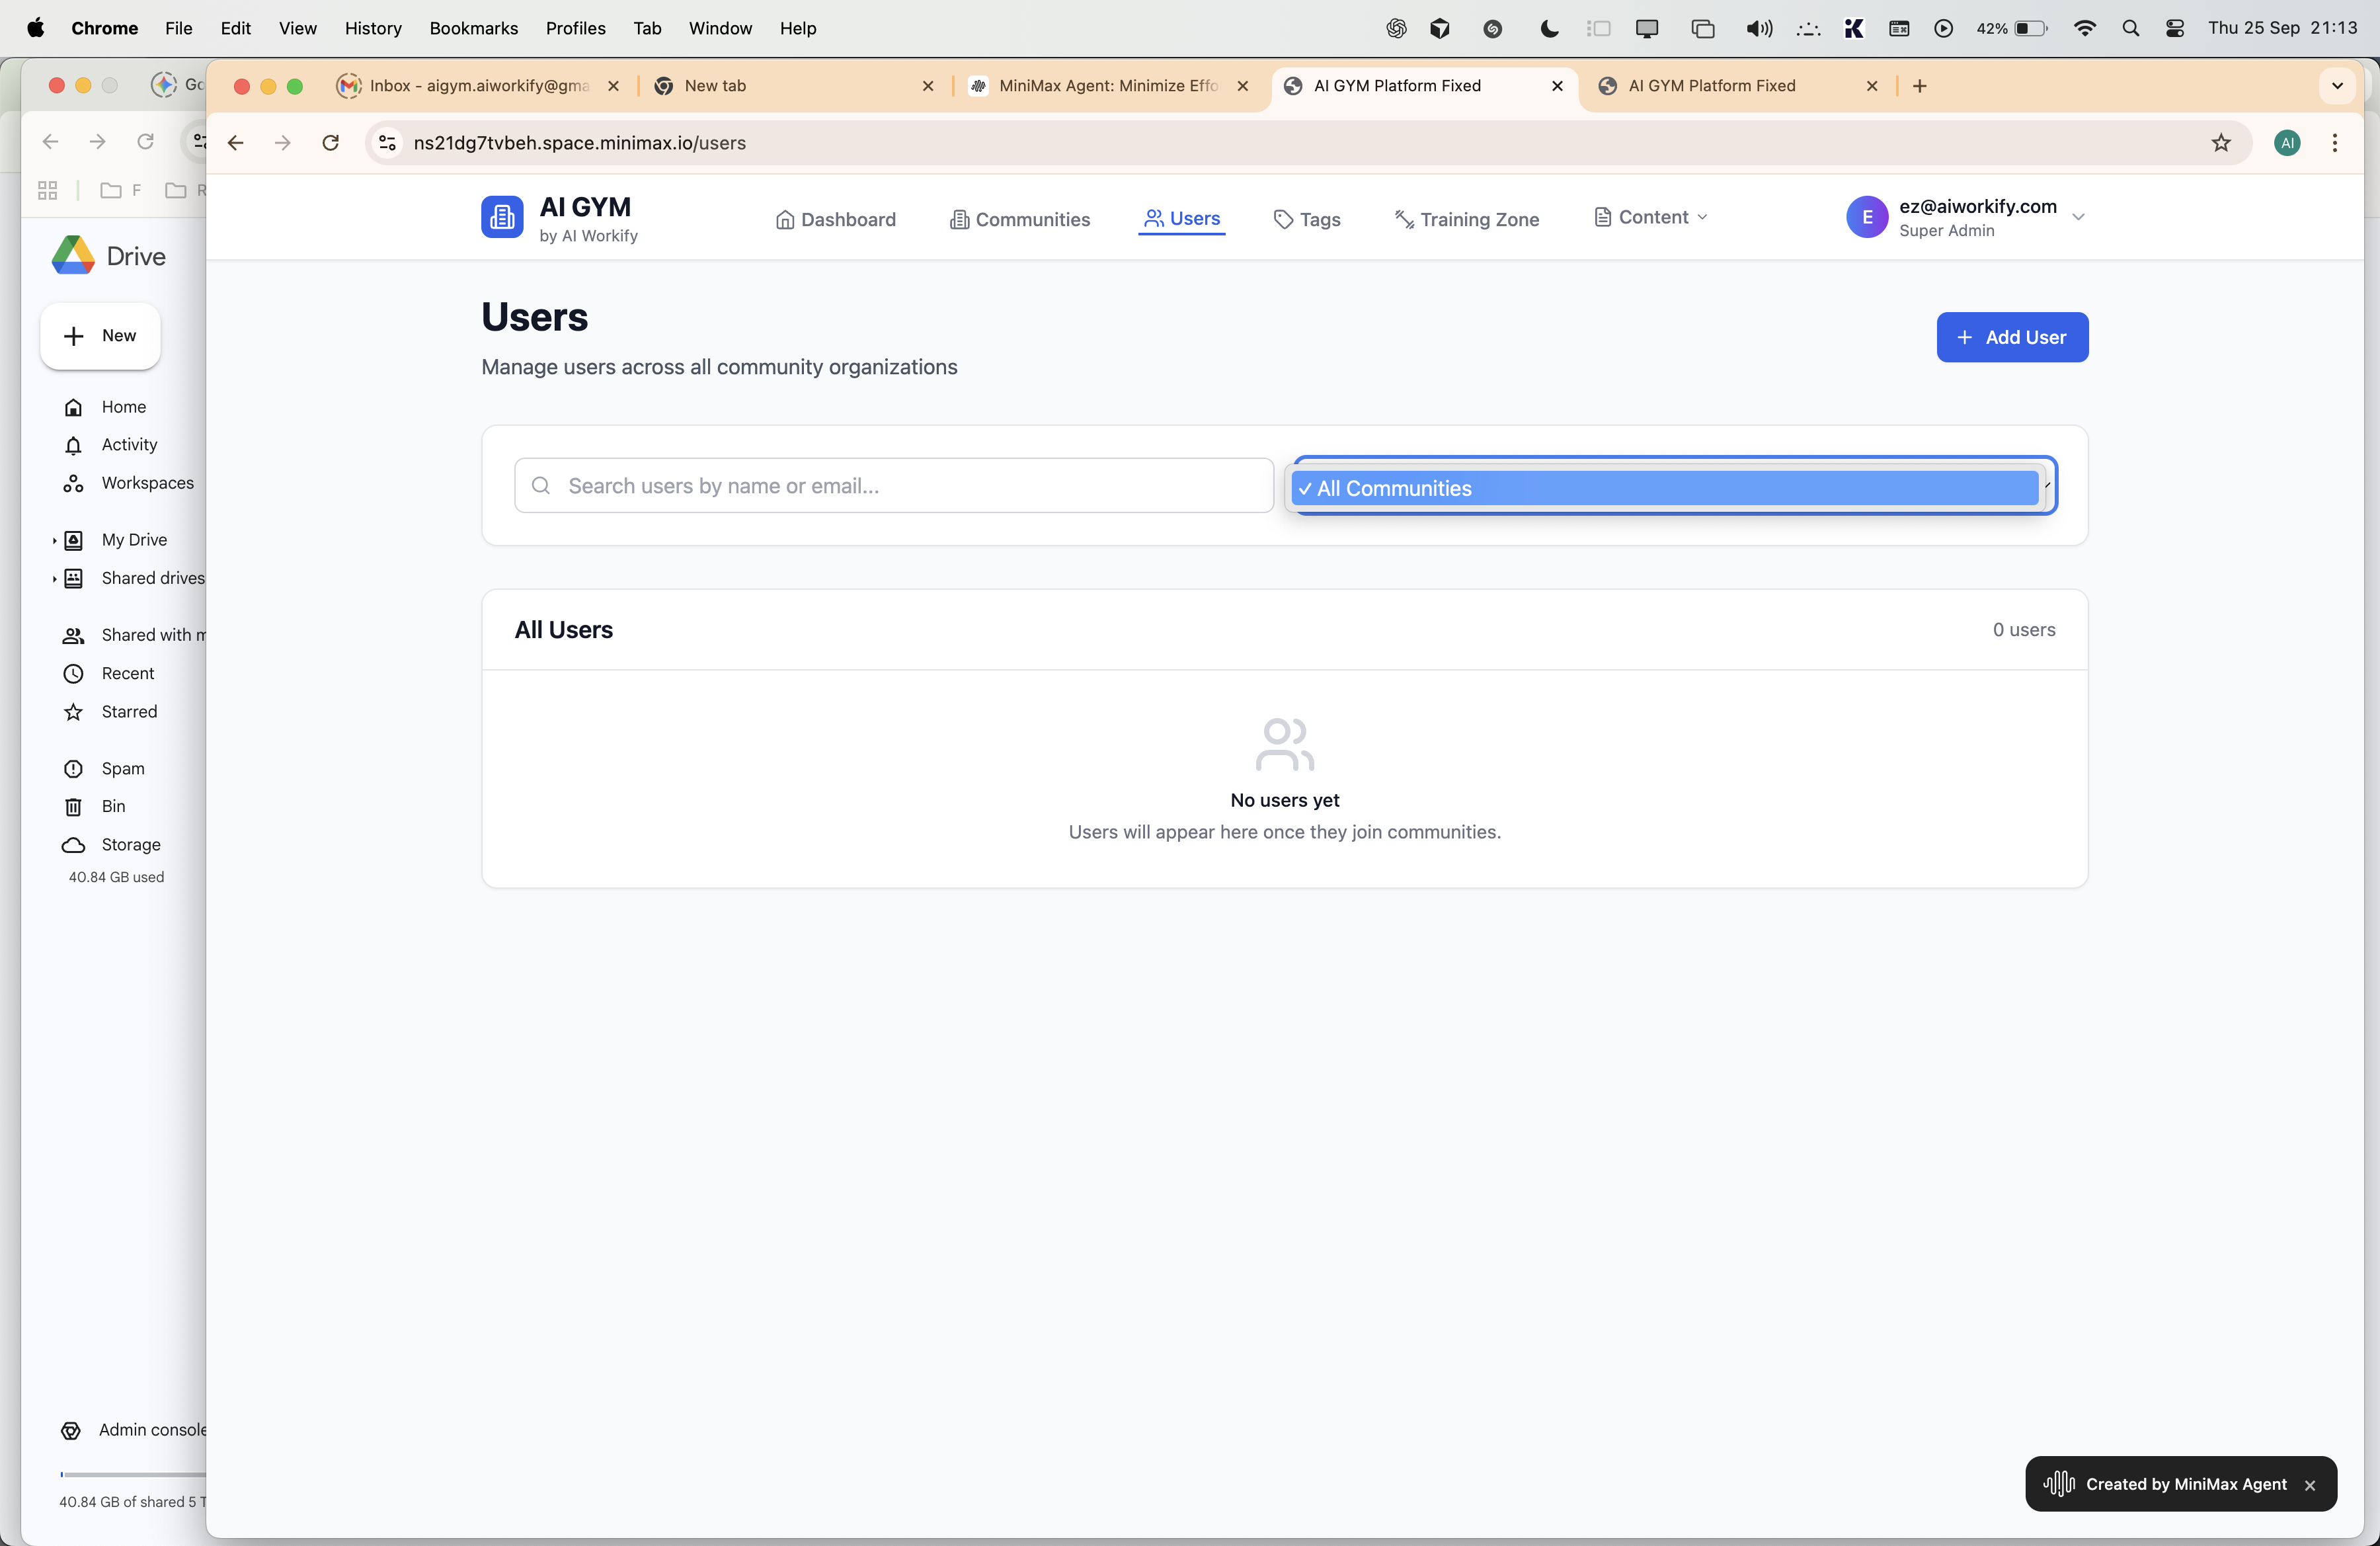 Chrome File Edit View History Bookmarks Profiles Tab Window Help 42% Thu 25 Sep 21:13
Inbox - aigym.aiworkify@gma New tab MiniMax Agent: Minimize Effo AI GYM Platform Fixed AI GYM Platform Fixed
ns21dg7tvbeh.space.minimax.io/users AI
F
Drive
New
Home
Activity
Workspaces
My Drive
Shared drives
Shared with m
Recent
Starred
Spam
Bin
Storage
40.84 GB used
Admin console
40.84 GB of shared 5 T
AI GYM
by AI Workify
Dashboard Communities Users Tags Training Zone Content
E
ez@aiworkify.com
Super Admin
Users
Manage users across all community organizations
+ Add User
Search users by name or email...
✓ All Communities
All Users 0 users
No users yet
Users will appear here once they join communities.
Created by MiniMax Agent ×